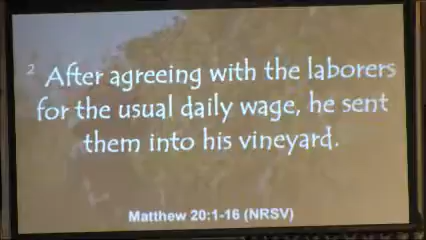 2 After agreeing with the laborers
for the usual daily wage, he sent
them into his vineyard.
Matthew 20:1-16 (NRSV)